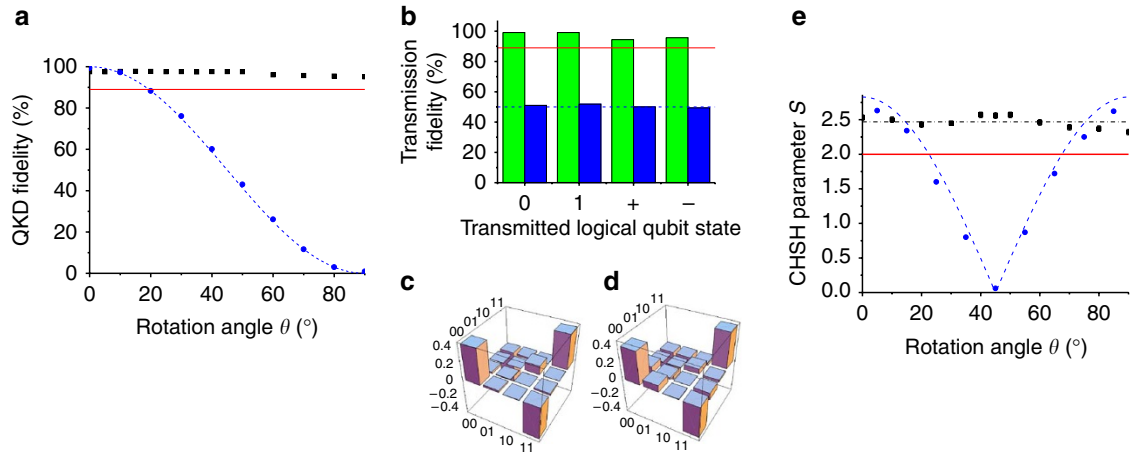 a
QKD fidelity (%)
100
80
60
40
20
0
0 20 40 60 80
Rotation angle θ (°)
b
Transmission
fidelity (%)
100
80
60
40
20
0
0 1 + −
Transmitted logical qubit state
c
00 01 10 11
0.4
0.2
0
−0.2
−0.4
00 01 10 11
d
00 01 10 11
0.4
0.2
0
−0.2
−0.4
00 01 10 11
e
CHSH parameter S
2.5
2.0
1.5
1.0
0.5
0.0
0 20 40 60 80
Rotation angle θ (°)